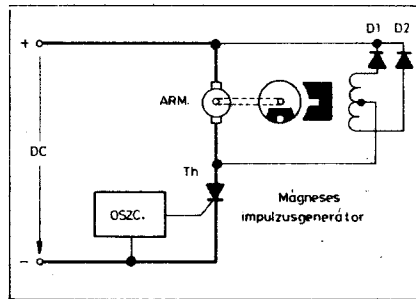 D1 D2
+
ARM.
DC
Th
OSZC.
Mágneses
impulzusgenerátor
-